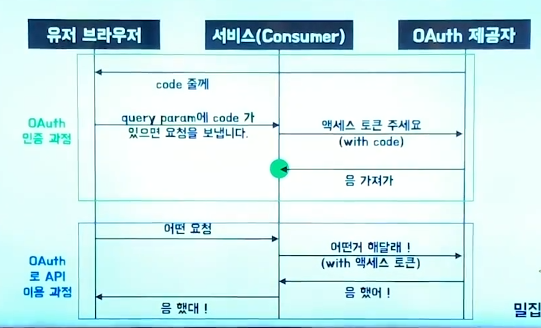 유저 브라우저
서비스(Consumer)
OAuth 제공자
code 줄께
OAuth
인증 과정
query param에 code 가
있으면 요청을 보냅니다.
액세스 토큰 주세요
(with code)
응 가져가
어떤 요청
OAuth
로 API
이용 과정
어떤거 해달래 !
(with 액세스 토큰)
응 했어 !
응 했대 !
밀집